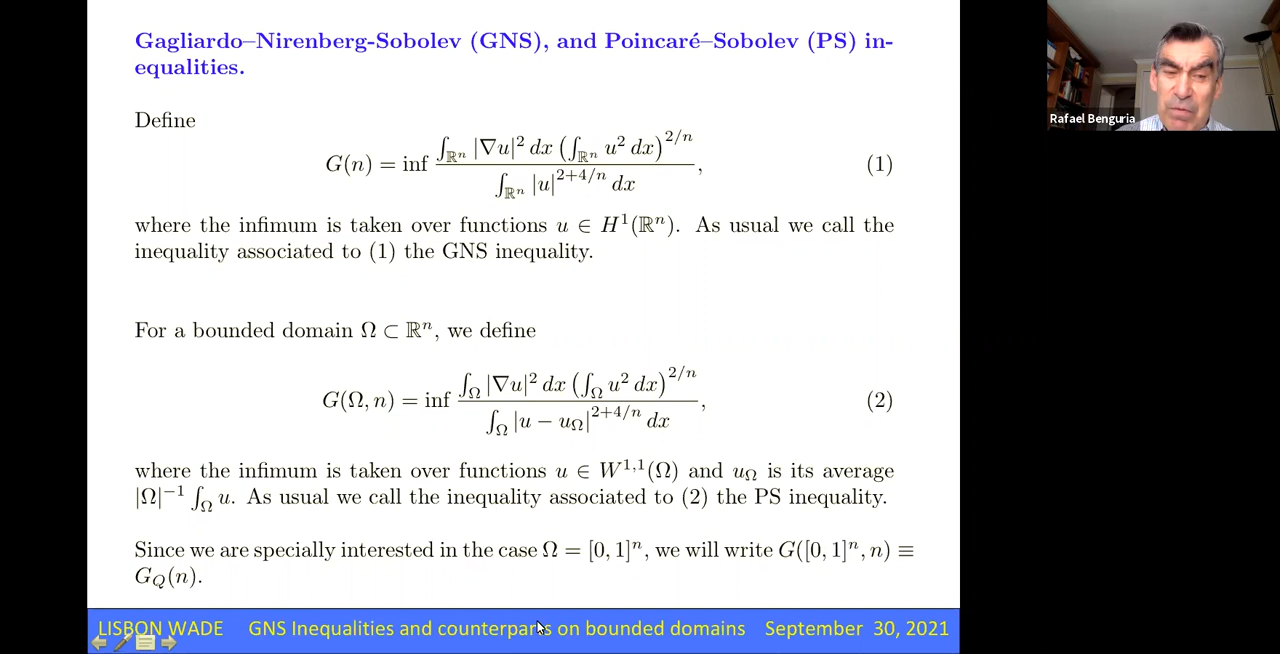 Gagliardo–Nirenberg-Sobolev (GNS), and Poincaré–Sobolev (PS) in-
equalities.
Rafael Benguria
Define
G(n) = inf \frac{∫_{ℝ^n} |∇u|^2 dx (∫_{ℝ^n} u^2 dx)^{2/n}}{∫_{ℝ^n} |u|^{2+4/n} dx}, (1)
where the infimum is taken over functions u ∈ H^1(ℝ^n). As usual we call the
inequality associated to (1) the GNS inequality.
For a bounded domain Ω ⊂ ℝ^n, we define
G(Ω, n) = inf \frac{∫_Ω |∇u|^2 dx (∫_Ω u^2 dx)^{2/n}}{∫_Ω |u − u_Ω|^{2+4/n} dx}, (2)
where the infimum is taken over functions u ∈ W^{1,1}(Ω) and u_Ω is its average
|Ω|^{−1} ∫_Ω u. As usual we call the inequality associated to (2) the PS inequality.
Since we are specially interested in the case Ω = [0, 1]^n, we will write G([0, 1]^n, n) ≡
G_Q(n).
LISBON WADE GNS Inequalities and counterparts on bounded domains September 30, 2021